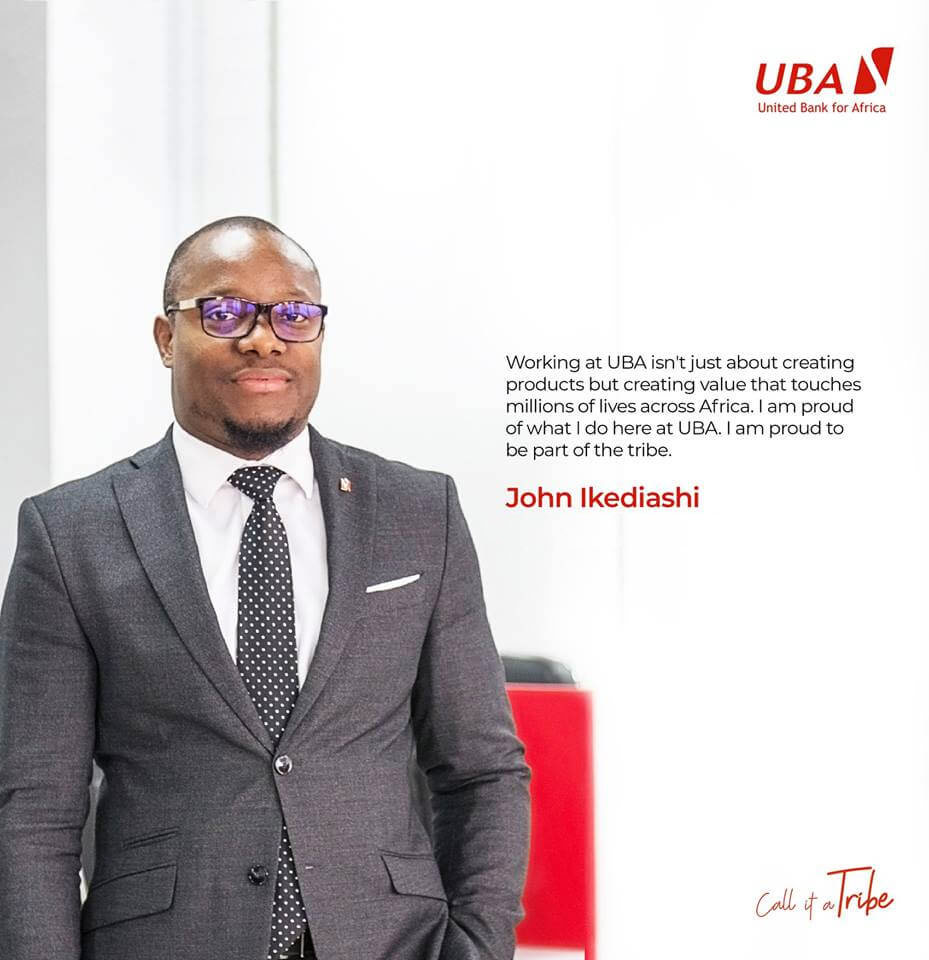 UBA
United Bank for Africa
Working at UBA isn't just about creating
products but creating value that touches
millions of lives across Africa. I am proud
of what I do here at UBA. I am proud to
be part of the tribe.
John Ikediashi
Call it a Tribe